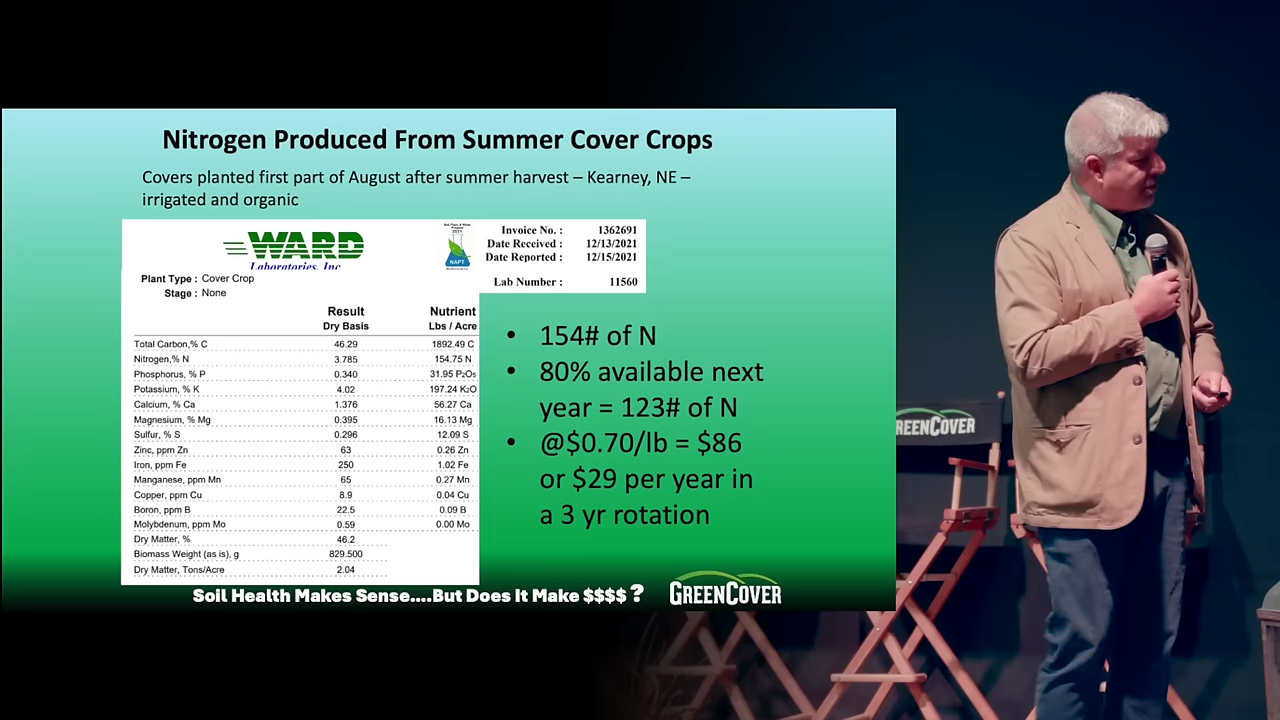 Nitrogen Produced From Summer Cover Crops
Covers planted first part of August after summer harvest – Kearney, NE –
irrigated and organic
WARD
Laboratories, Inc
NAPT
Invoice No. : 1362691
Date Received : 12/13/2021
Date Reported : 12/15/2021
Lab Number : 11560
Plant Type : Cover Crop
Stage : None
Result Nutrient
Dry Basis Lbs / Acre
Total Carbon,% C 46.29 1892.49 C
Nitrogen,% N 3.785 154.75 N
Phosphorus, % P 0.340 31.95 P2O5
Potassium, % K 4.02 197.24 K2O
Calcium, % Ca 1.376 56.27 Ca
Magnesium, % Mg 0.395 16.13 Mg
Sulfur, % S 0.296 12.09 S
Zinc, ppm Zn 63 0.26 Zn
Iron, ppm Fe 250 1.02 Fe
Manganese, ppm Mn 65 0.27 Mn
Copper, ppm Cu 8.9 0.04 Cu
Boron, ppm B 22.5 0.09 B
Molybdenum, ppm Mo 0.59 0.00 Mo
Dry Matter, % 46.2
Biomass Weight (as is), g 829.500
Dry Matter, Tons/Acre 2.04
• 154# of N
• 80% available next
year = 123# of N
• @$0.70/lb = $86
or $29 per year in
a 3 yr rotation
Soil Health Makes Sense....But Does It Make $$$$ ?
GREENCOVER
REENCOVER